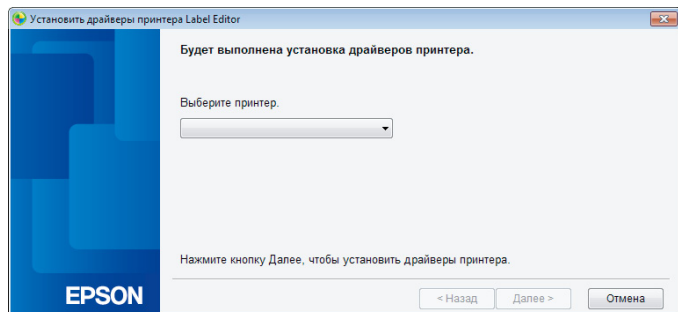 Установить драйверы принтера Label Editor
Будет выполнена установка драйверов принтера.
Выберите принтер.
Нажмите кнопку Далее, чтобы установить драйверы принтера.
EPSON
< Назад
Далее >
Отмена